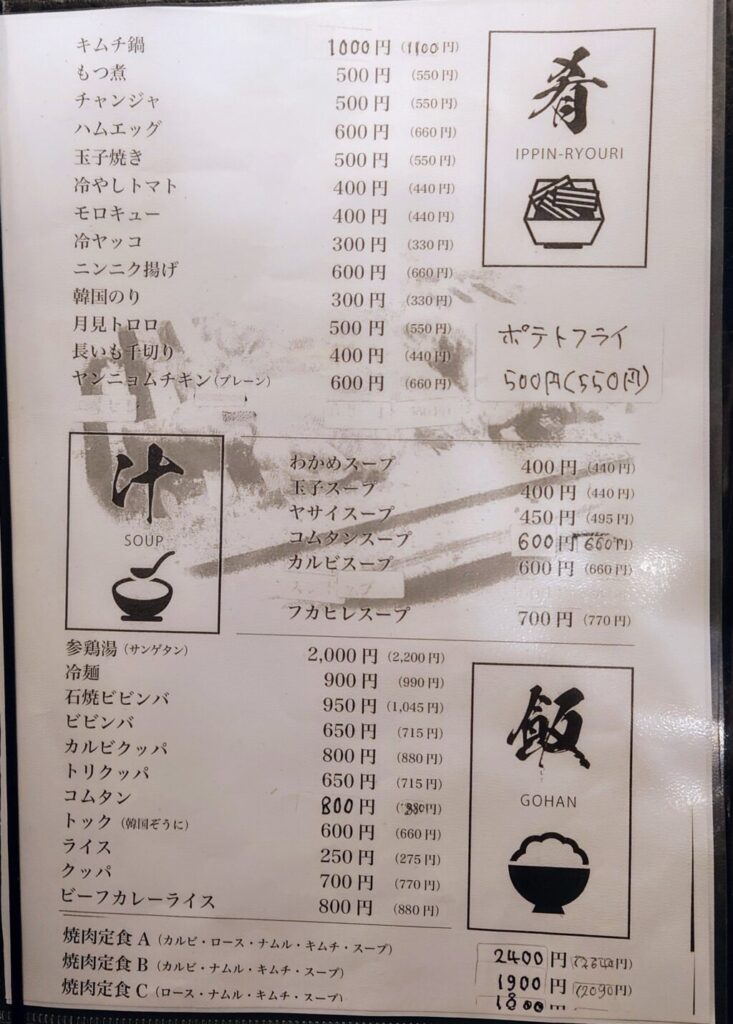 キムチ鍋 1000円 (1100円)
もつ煮 500円 (550円)
チャンジャ 500円 (550円)
ハムエッグ 600円 (660円)
玉子焼き 500円 (550円)
冷やしトマト 400円 (440円)
モロキュー 400円 (440円)
冷ヤッコ 300円 (330円)
ニンニク揚げ 600円 (660円)
韓国のり 300円 (330円)
月見トロロ 500円 (550円)
長いも千切り 400円 (440円)
ヤンニョムチキン(プレーン) 600円 (660円)
肴
IPPIN-RYOURI
ポテトフライ
500円(550円)
汁
SOUP
わかめスープ 400円 (440円)
玉子スープ 400円 (440円)
ヤサイスープ 450円 (495円)
コムタンスープ 600円 (660円)
カルビスープ 600円 (660円)
フカヒレスープ 700円 (770円)
参鶏湯(サンゲタン) 2,000円 (2,200円)
冷麺 900円 (990円)
石焼ビビンバ 950円 (1,045円)
ビビンバ 650円 (715円)
カルビクッパ 800円 (880円)
トリクッパ 650円 (715円)
コムタン 800円 (880円)
トック(韓国ぞうに) 600円 (660円)
ライス 250円 (275円)
クッパ 700円 (770円)
ビーフカレーライス 800円 (880円)
飯
GOHAN
焼肉定食A(カルビ・ロース・ナムル・キムチ・スープ) 2400円
焼肉定食B(カルビ・ナムル・キムチ・スープ) 1900円 (2090円)
焼肉定食C(ロース・ナムル・キムチ・スープ) 1800円